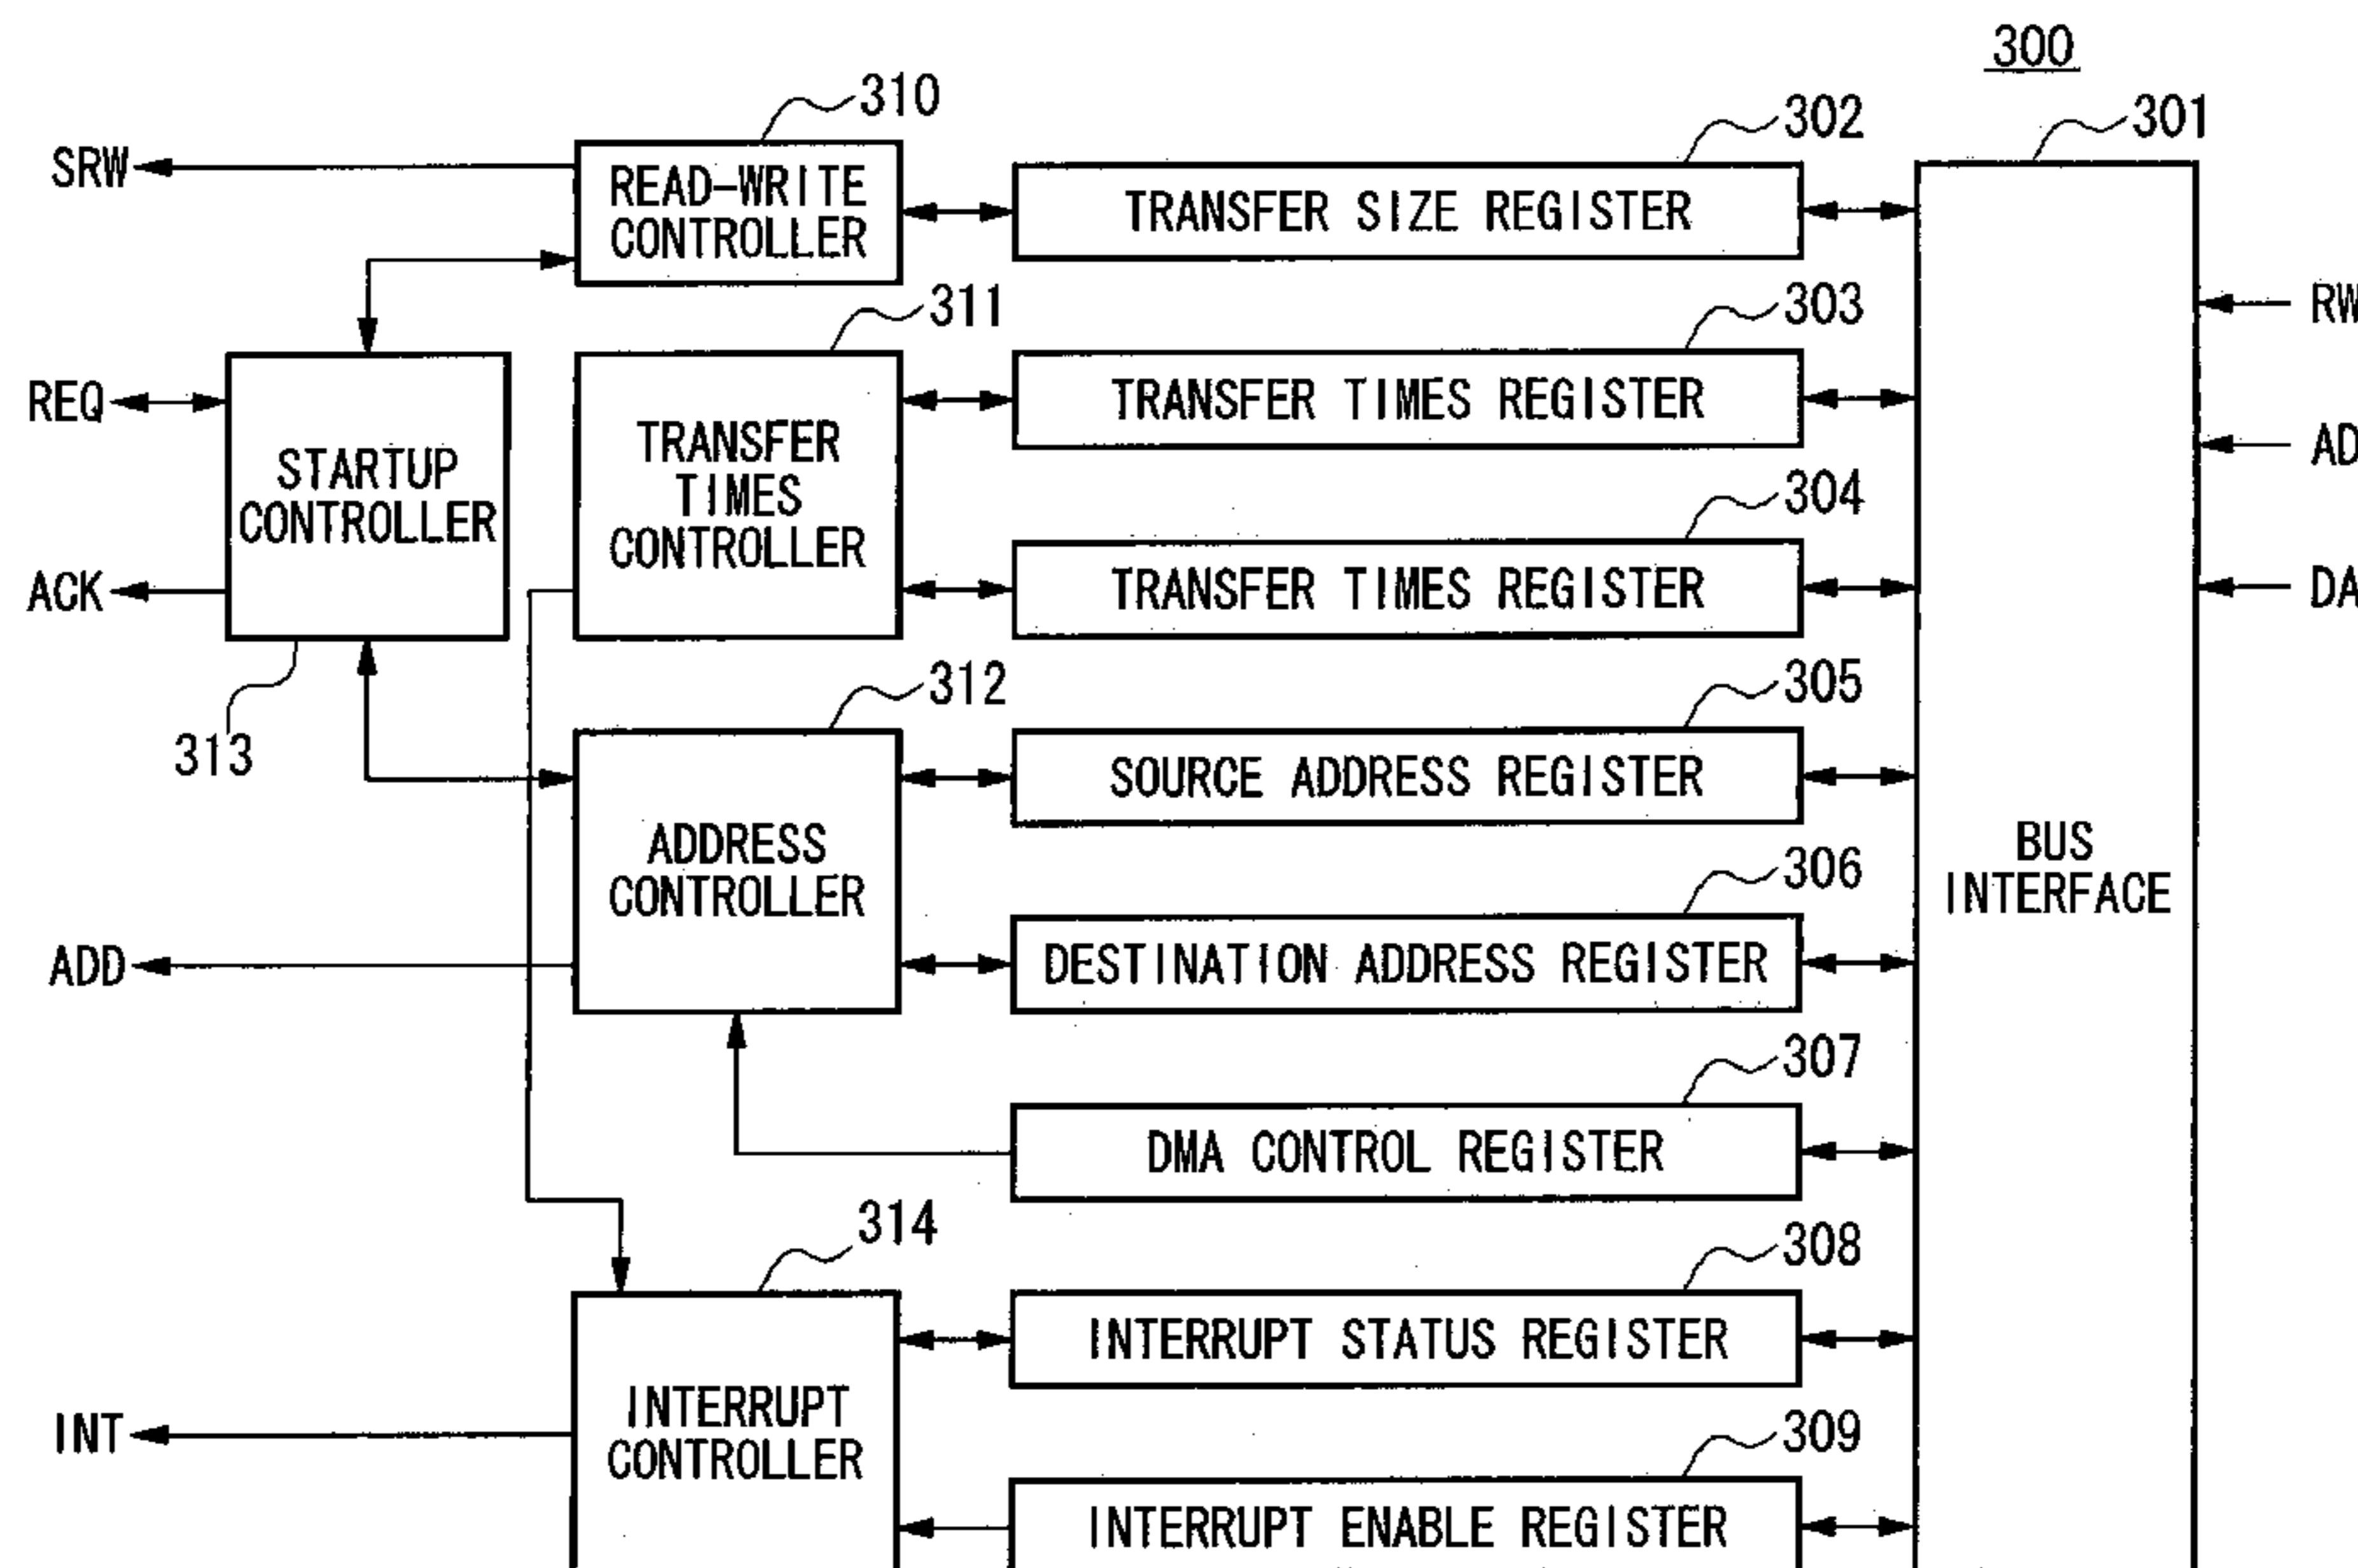 300
310
302
301
SRW
READ-WRITE
CONTROLLER
TRANSFER SIZE REGISTER
311
303
RW
REQ
TRANSFER
TIMES
CONTROLLER
TRANSFER TIMES REGISTER
AD
STARTUP
CONTROLLER
304
ACK
TRANSFER TIMES REGISTER
DA
313
312
305
SOURCE ADDRESS REGISTER
ADDRESS
CONTROLLER
BUS
INTERFACE
306
ADD
DESTINATION ADDRESS REGISTER
307
DMA CONTROL REGISTER
314
308
INTERRUPT STATUS REGISTER
INT
INTERRUPT
CONTROLLER
309
INTERRUPT ENABLE REGISTER